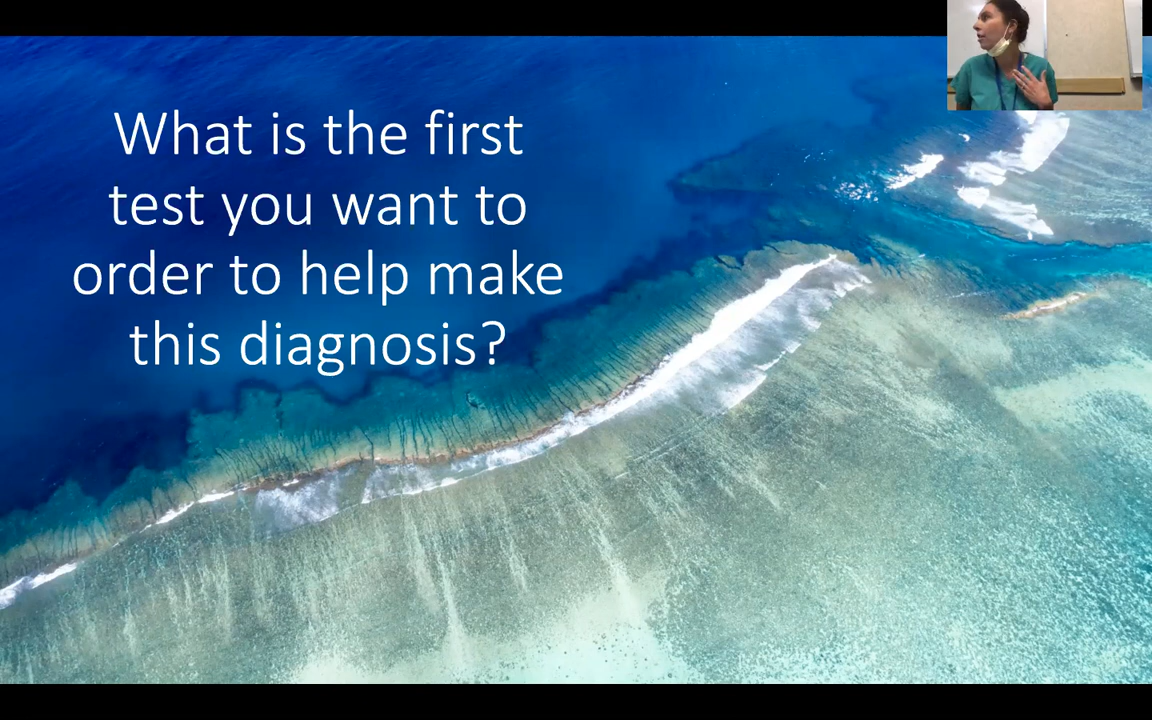 What is the first
test you want to
order to help make
this diagnosis?